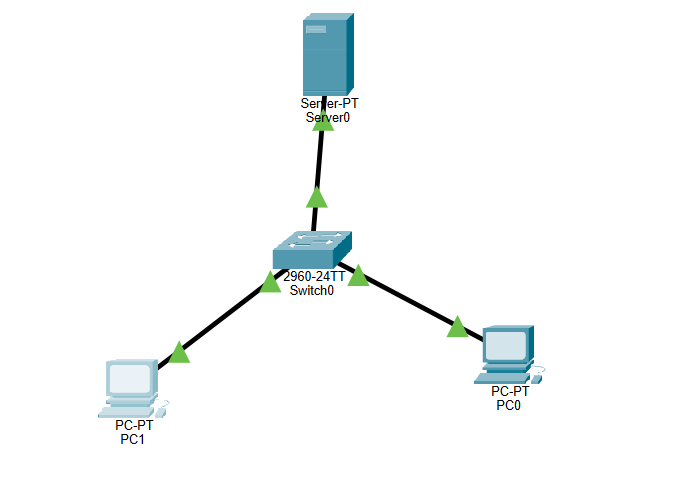 Server-PT
Server0
2960-24TT
Switch0
PC-PT
PC0
PC-PT
PC1